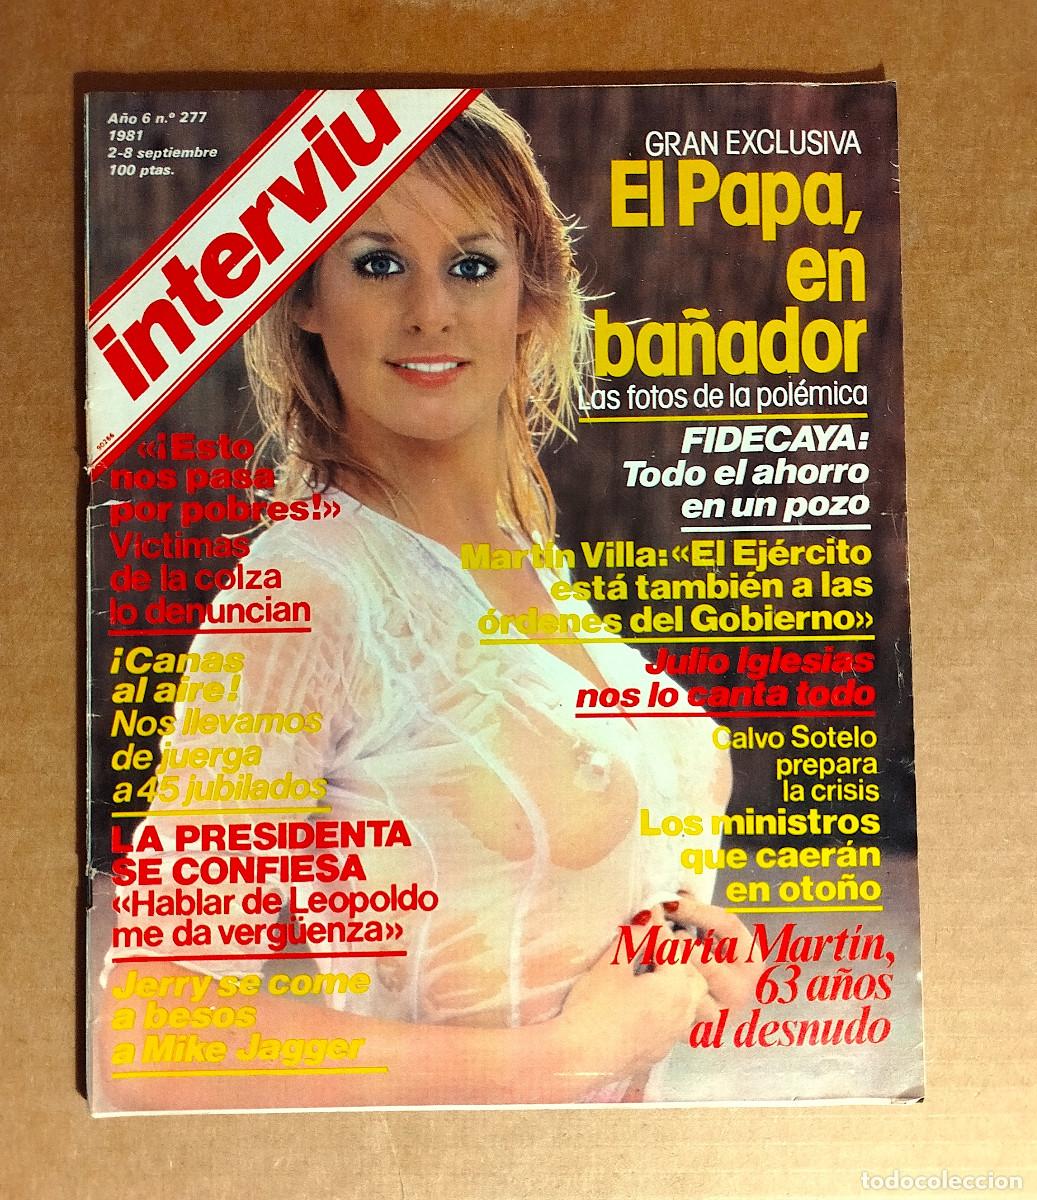 Año 6 n.º 277
1981
2-8 septiembre
100 ptas.
interviu
90286
GRAN EXCLUSIVA
El Papa,
en
bañador
Las fotos de la polémica
FIDECAYA:
Todo el ahorro
en un pozo
Martín Villa: «El Ejército
está también a las
órdenes del Gobierno»
Julio Iglesias
nos lo canta todo
Calvo Sotelo
prepara
la crisis
Los ministros
que caerán
en otoño
María Martín,
63 años
al desnudo
«¡Esto
nos pasa
por pobres!»
Víctimas
de la colza
lo denuncian
¡Canas
al aire!
Nos llevamos
de juerga
a 45 jubilados
LA PRESIDENTA
SE CONFIESA
«Hablar de Leopoldo
me da vergüenza»
Jerry se come
a besos
a Mike Jagger
todocoleccion